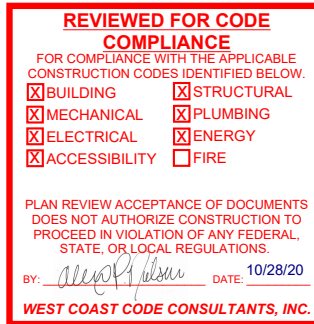 REVIEWED FOR CODE
COMPLIANCE
FOR COMPLIANCE WITH THE APPLICABLE
CONSTRUCTION CODES IDENTIFIED BELOW.
X BUILDING X STRUCTURAL
X MECHANICAL X PLUMBING
X ELECTRICAL X ENERGY
X ACCESSIBILITY FIRE
PLAN REVIEW ACCEPTANCE OF DOCUMENTS
DOES NOT AUTHORIZE CONSTRUCTION TO
PROCEED IN VIOLATION OF ANY FEDERAL,
STATE, OR LOCAL REGULATIONS.
BY: DATE: 10/28/20
WEST COAST CODE CONSULTANTS, INC.